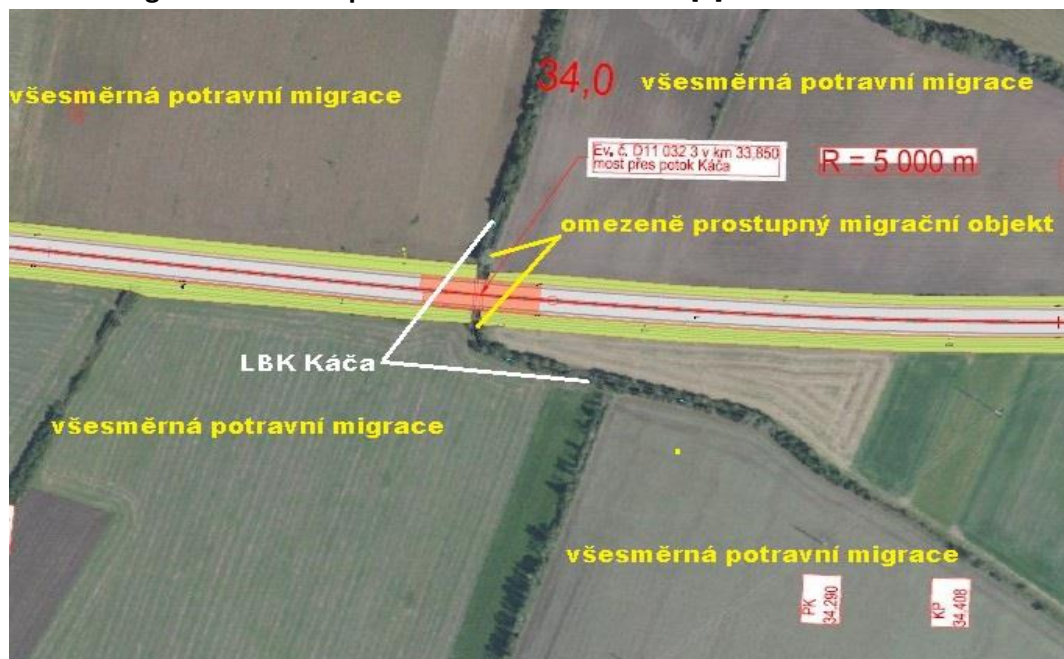 všesměrná potravní migrace
34,0
všesměrná potravní migrace
Ev. č. D11 032 3 v km 33,850
most přes potok Káča
R = 5 000 m
omezeně prostupný migrační objekt
LBK Káča
všesměrná potravní migrace
všesměrná potravní migrace
PK
34.290
KP
34.408